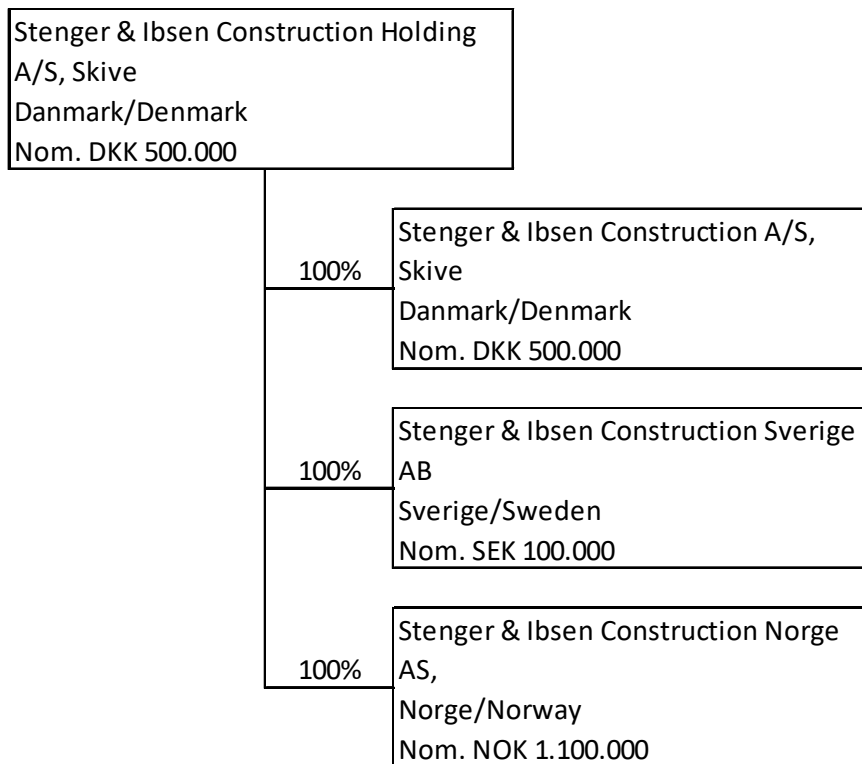 Stenger & Ibsen Construction Holding
A/S, Skive
Danmark/Denmark
Nom. DKK 500.000
Stenger & Ibsen Construction A/S,
100%
Skive
Danmark/Denmark
Nom. DKK 500.000
Stenger & Ibsen Construction Sverige
100%
AB
Sverige/Sweden
Nom. SEK 100.000
Stenger & Ibsen Construction Norge
100%
AS,
Norge/Norway
Nom. NOK 1.100.000